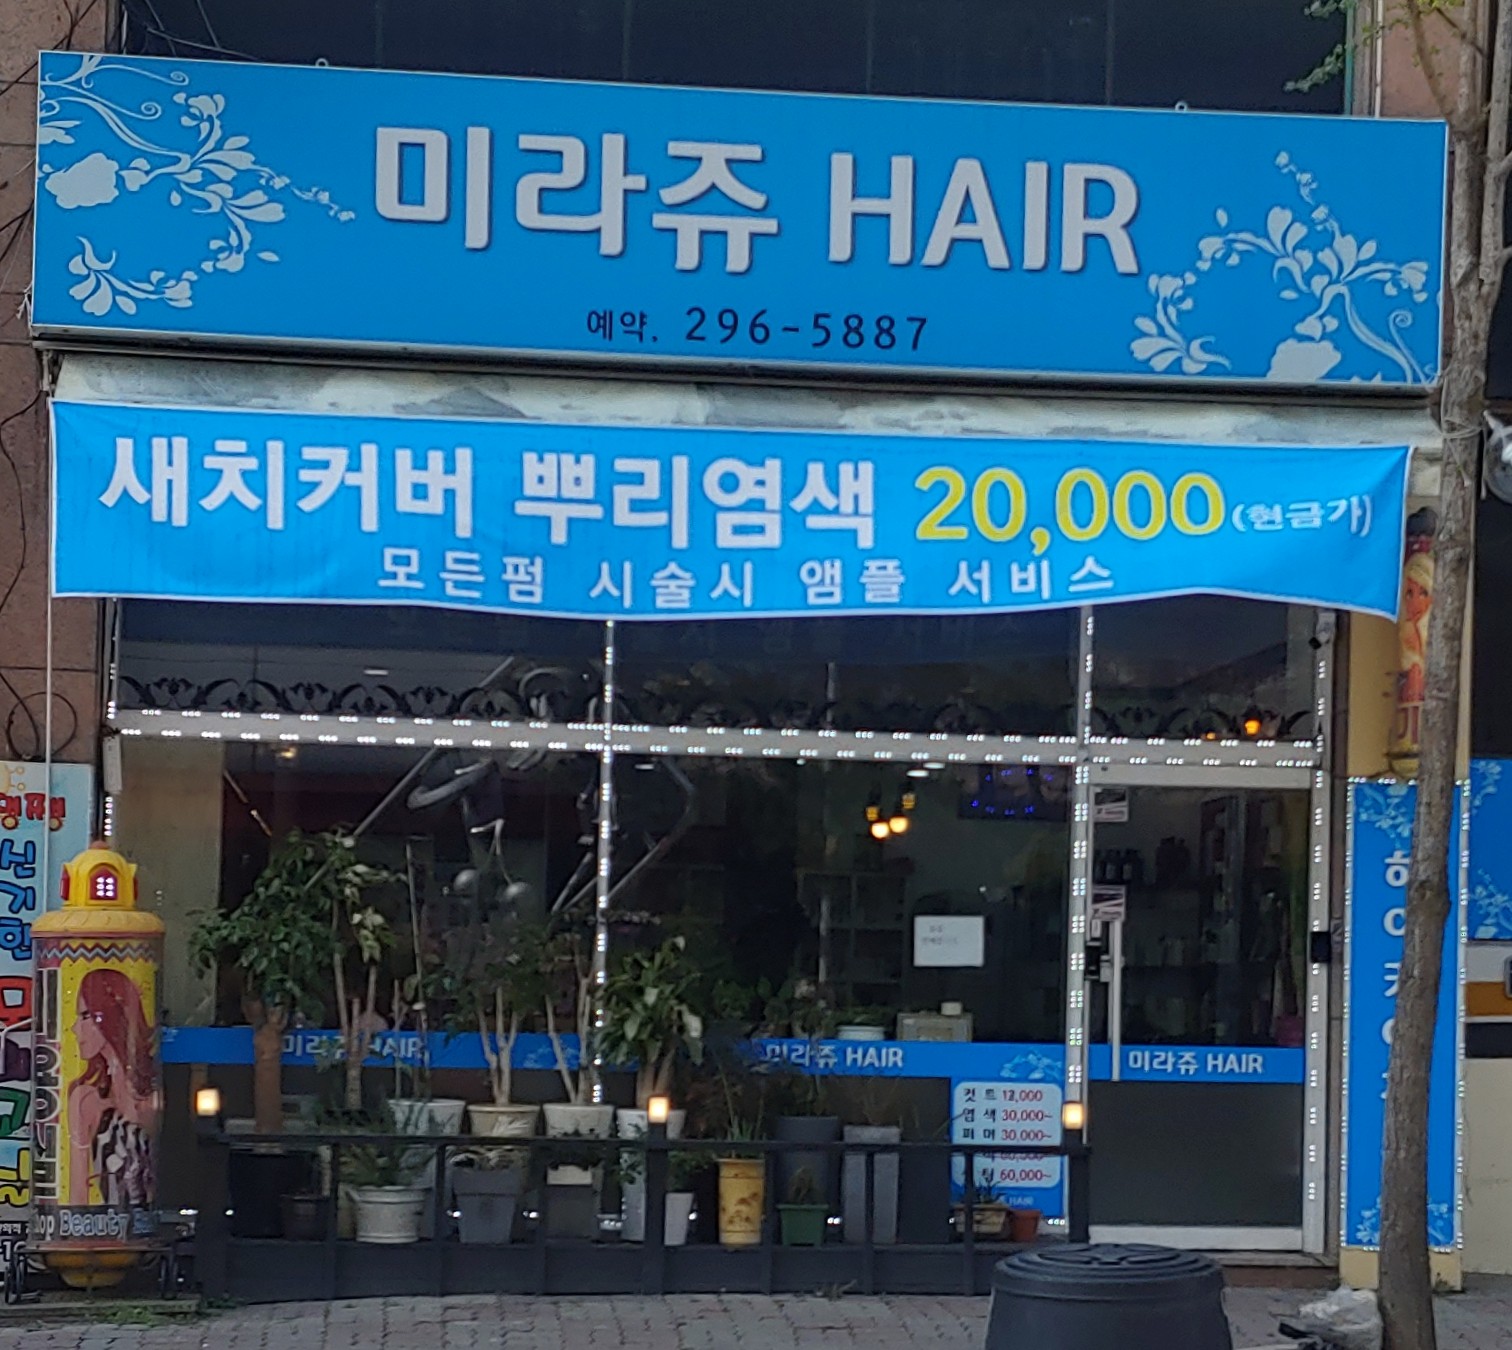 미라쥬 HAIR
예약. 296-5887
새치커버 뿌리염색 20,000(현금가)
모든펌 시술시 앰플 서비스
미라쥬 HAIR
미라쥬 HAIR
미라쥬 HAIR
컷 트 12,000
염 색 30,000~
퍼 머 30,000~
팅 60,000~
HAIR
Beauty